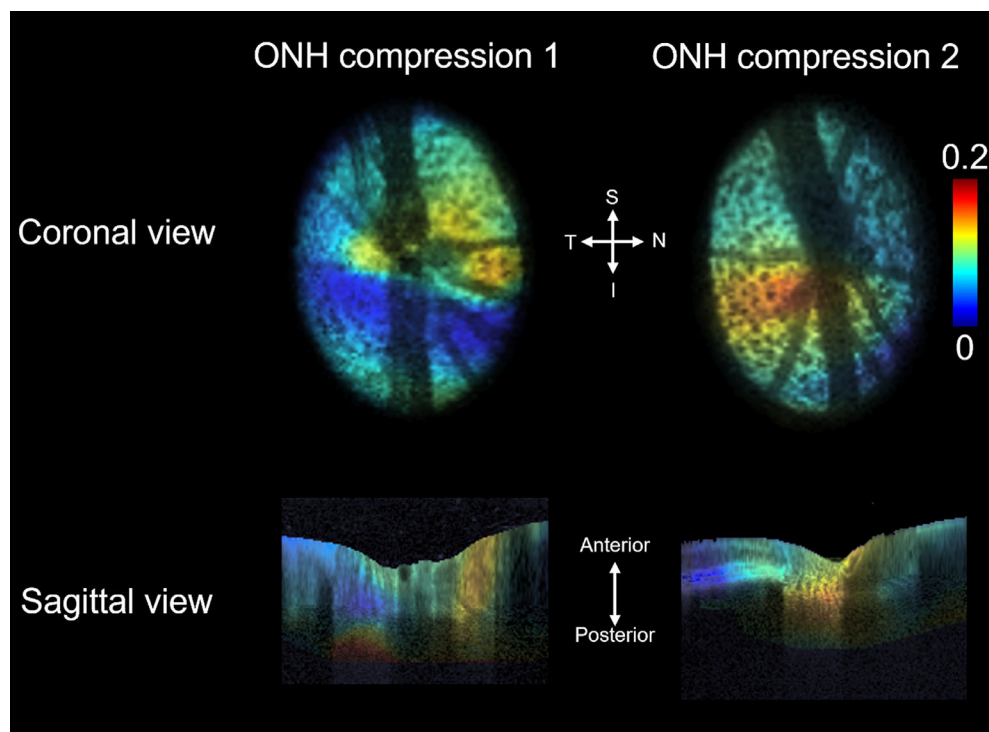 ONH compression 1
ONH compression 2
0.2
Coronal view
S
T
N
I
0
Anterior
Sagittal view
Posterior